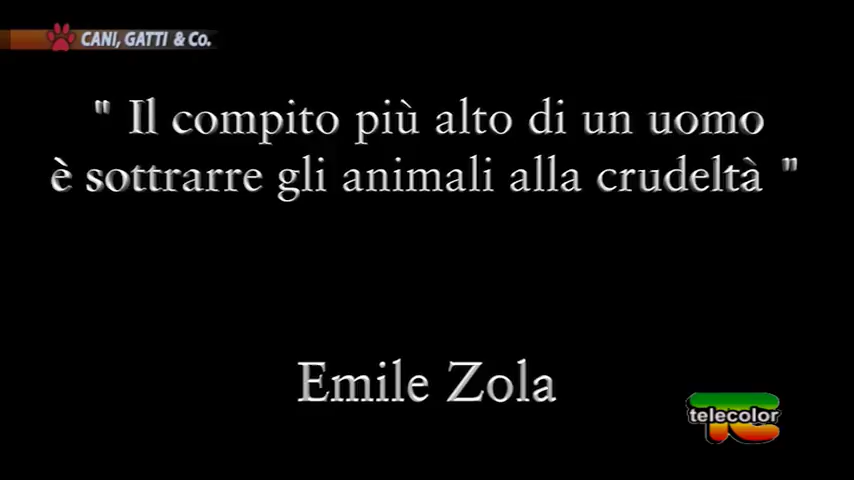 CANI, GATTI & Co.
" Il compito più alto di un uomo
è sottrarre gli animali alla crudeltà "
Emile Zola
telecolor